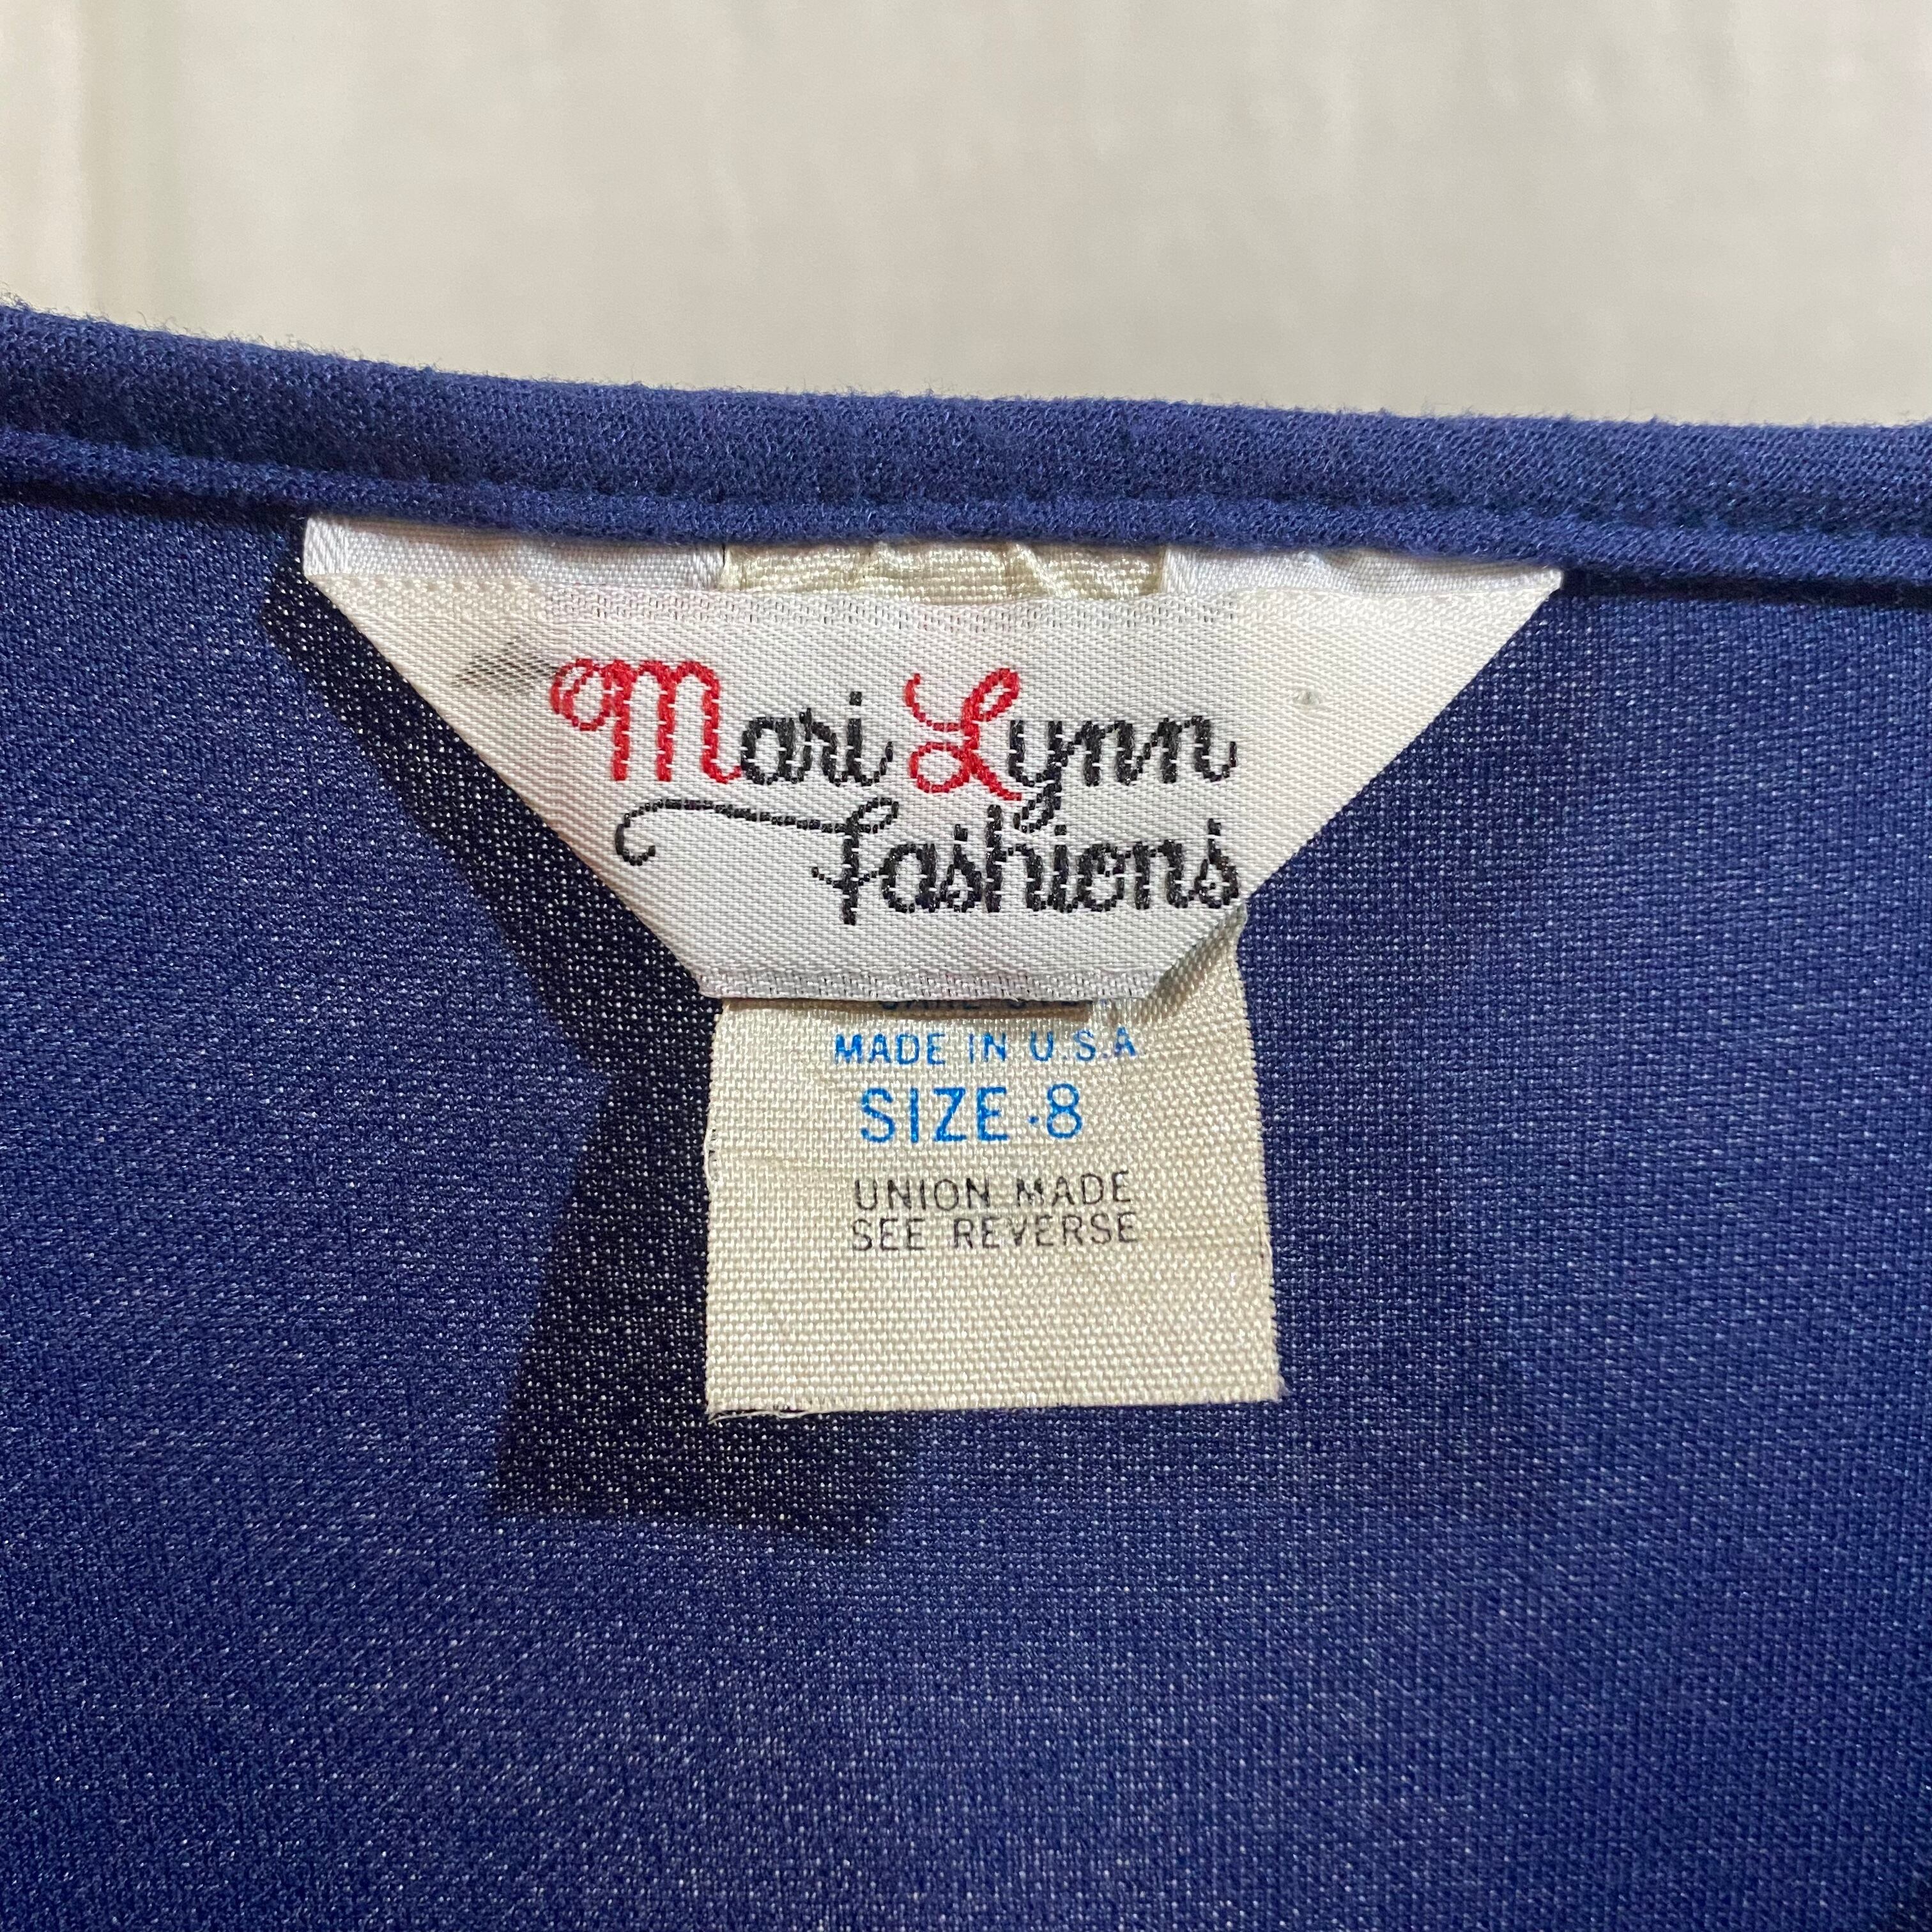 Mari Lynn
Fashions
MADE IN U.S.A
SIZE·8
UNION MADE
SEE REVERSE